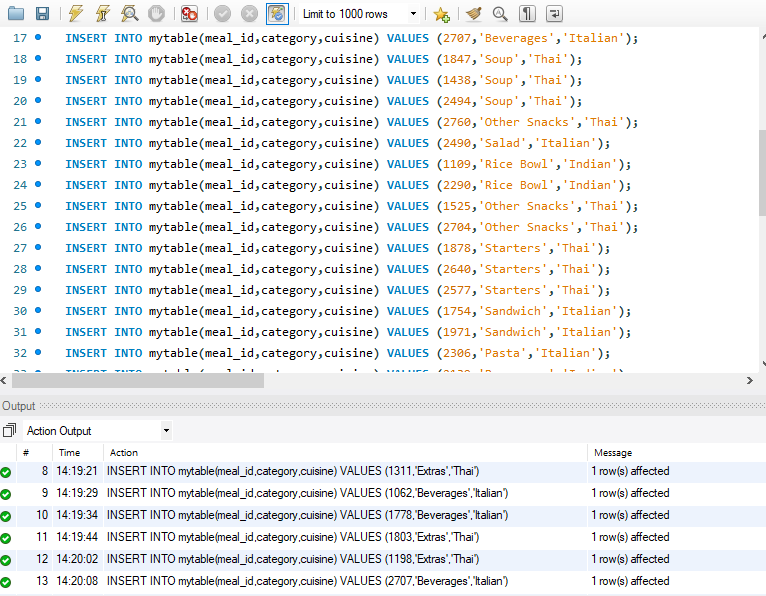 Limit to 1000 rows
17 INSERT INTO mytable(meal_id,category,cuisine) VALUES (2707,'Beverages','Italian');
18 INSERT INTO mytable(meal_id,category,cuisine) VALUES (1847,'Soup','Thai');
19 INSERT INTO mytable(meal_id,category,cuisine) VALUES (1438,'Soup','Thai');
20 INSERT INTO mytable(meal_id,category,cuisine) VALUES (2494,'Soup','Thai');
21 INSERT INTO mytable(meal_id,category,cuisine) VALUES (2760,'Other Snacks','Thai');
22 INSERT INTO mytable(meal_id,category,cuisine) VALUES (2490,'Salad','Italian');
23 INSERT INTO mytable(meal_id,category,cuisine) VALUES (1109,'Rice Bowl','Indian');
24 INSERT INTO mytable(meal_id,category,cuisine) VALUES (2290,'Rice Bowl','Indian');
25 INSERT INTO mytable(meal_id,category,cuisine) VALUES (1525,'Other Snacks','Thai');
26 INSERT INTO mytable(meal_id,category,cuisine) VALUES (2704,'Other Snacks','Thai');
27 INSERT INTO mytable(meal_id,category,cuisine) VALUES (1878,'Starters','Thai');
28 INSERT INTO mytable(meal_id,category,cuisine) VALUES (2640,'Starters','Thai');
29 INSERT INTO mytable(meal_id,category,cuisine) VALUES (2577,'Starters','Thai');
30 INSERT INTO mytable(meal_id,category,cuisine) VALUES (1754,'Sandwich','Italian');
31 INSERT INTO mytable(meal_id,category,cuisine) VALUES (1971,'Sandwich','Italian');
32 INSERT INTO mytable(meal_id,category,cuisine) VALUES (2306,'Pasta','Italian');
Output
Action Output
# Time Action Message
8 14:19:21 INSERT INTO mytable(meal_id,category,cuisine) VALUES (1311,'Extras','Thai') 1 row(s) affected
9 14:19:29 INSERT INTO mytable(meal_id,category,cuisine) VALUES (1062,'Beverages','Italian') 1 row(s) affected
10 14:19:34 INSERT INTO mytable(meal_id,category,cuisine) VALUES (1778,'Beverages','Italian') 1 row(s) affected
11 14:19:44 INSERT INTO mytable(meal_id,category,cuisine) VALUES (1803,'Extras','Thai') 1 row(s) affected
12 14:20:02 INSERT INTO mytable(meal_id,category,cuisine) VALUES (1198,'Extras','Thai') 1 row(s) affected
13 14:20:08 INSERT INTO mytable(meal_id,category,cuisine) VALUES (2707,'Beverages','Italian') 1 row(s) affected